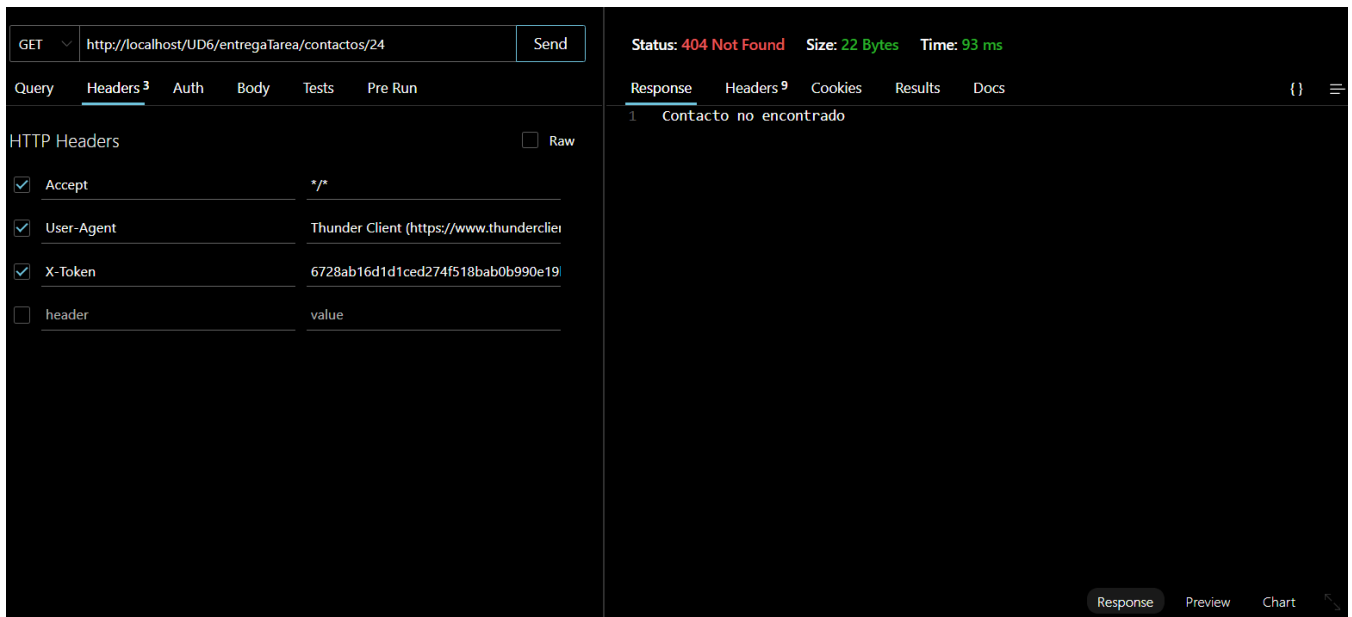 GET http://localhost/UD6/entregaTarea/contactos/24 Send
Query Headers 3 Auth Body Tests Pre Run
HTTP Headers Raw
Accept */*
User-Agent Thunder Client (https://www.thunderclie
X-Token 6728ab16d1d1ced274f518bab0b990e19
header value
Status: 404 Not Found Size: 22 Bytes Time: 93 ms
Response Headers 9 Cookies Results Docs {}
1 Contacto no encontrado
Response Preview Chart